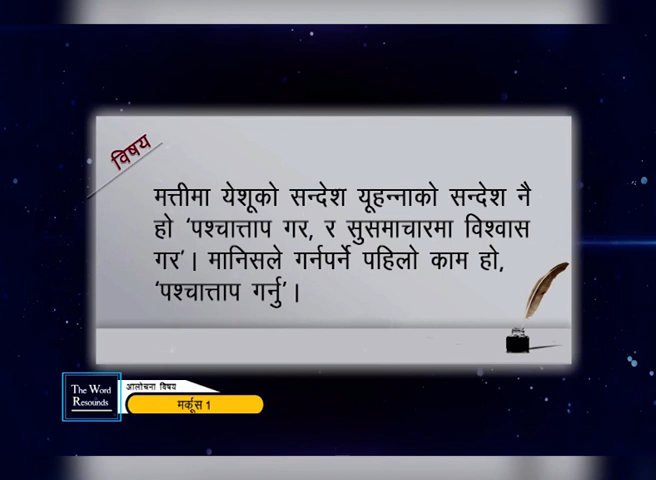 विषय
मत्तीमा येशूको सन्देश यूहन्नाको सन्देश नै
हो ‘पश्चात्ताप गर, र सुसमाचारमा विश्वास
गर’। मानिसले गर्नपर्ने पहिलो काम हो,
‘पश्चात्ताप गर्नु’।
The Word
Resounds
आलोचना विषय
मर्कूस 1